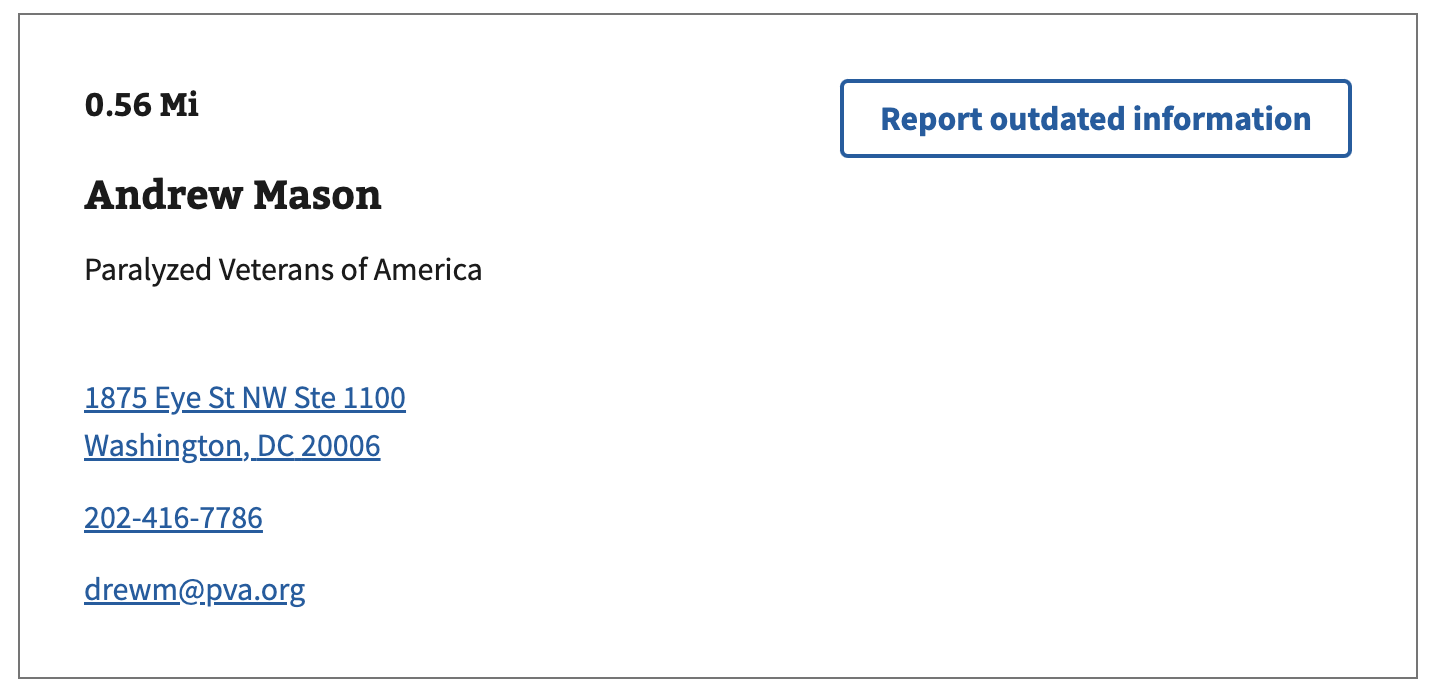 0.56 Mi
Report outdated information
Andrew Mason
Paralyzed Veterans of America
1875 Eye St NW Ste 1100
Washington, DC 20006
202-416-7786
drewm@pva.org